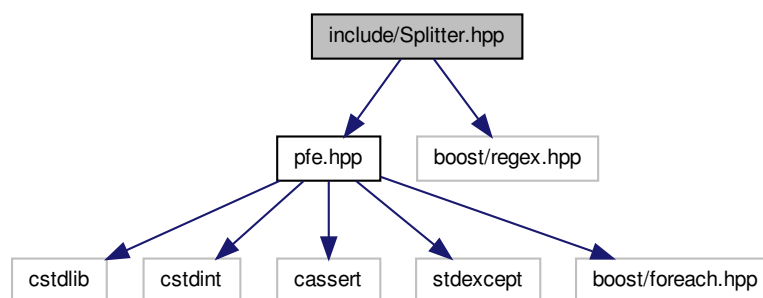 include/Splitter.hpp
pfe.hpp
boost/regex.hpp
cstdlib
cstdint
cassert
stdexcept
boost/foreach.hpp